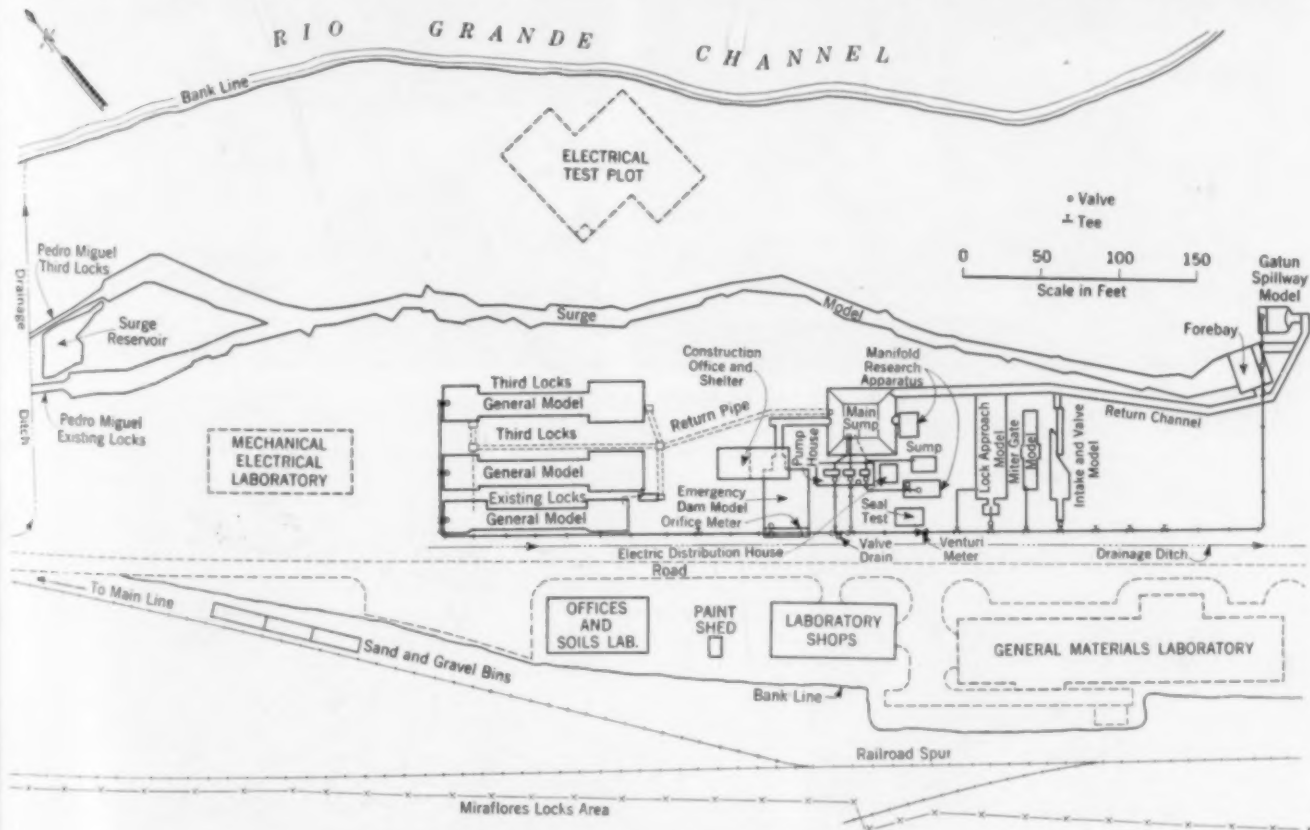 RIO GRANDE CHANNEL
N
Bank Line
ELECTRICAL
TEST PLOT
Valve
Tee
0 50 100 150
Scale in Feet
Gatun
Spillway
Model
Pedro Miguel
Third Locks
Drainage
Ditch
Surge
Reservoir
Surge
Model
Forebay
Pedro Miguel
Existing Locks
Construction
Office and
Shelter
Manifold
Research
Apparatus
Return Channel
Third Locks
General Model
Third Locks
General Model
Existing Locks
General Model
Return Pipe
Main
Sump
Pump
House
Sump
MECHANICAL
ELECTRICAL
LABORATORY
Emergency
Dam Model
Orifice Meter
Seal
Test
Lock Approach
Model
Miter Gate
Model
Intake and Valve
Model
Electric Distribution House
Valve
Drain
Venturi
Meter
Drainage Ditch
Road
To Main Line
Sand and Gravel Bins
OFFICES
AND
SOILS LAB.
PAINT
SHED
LABORATORY
SHOPS
GENERAL MATERIALS LABORATORY
Bank Line
Railroad Spur
Miraflores Locks Area